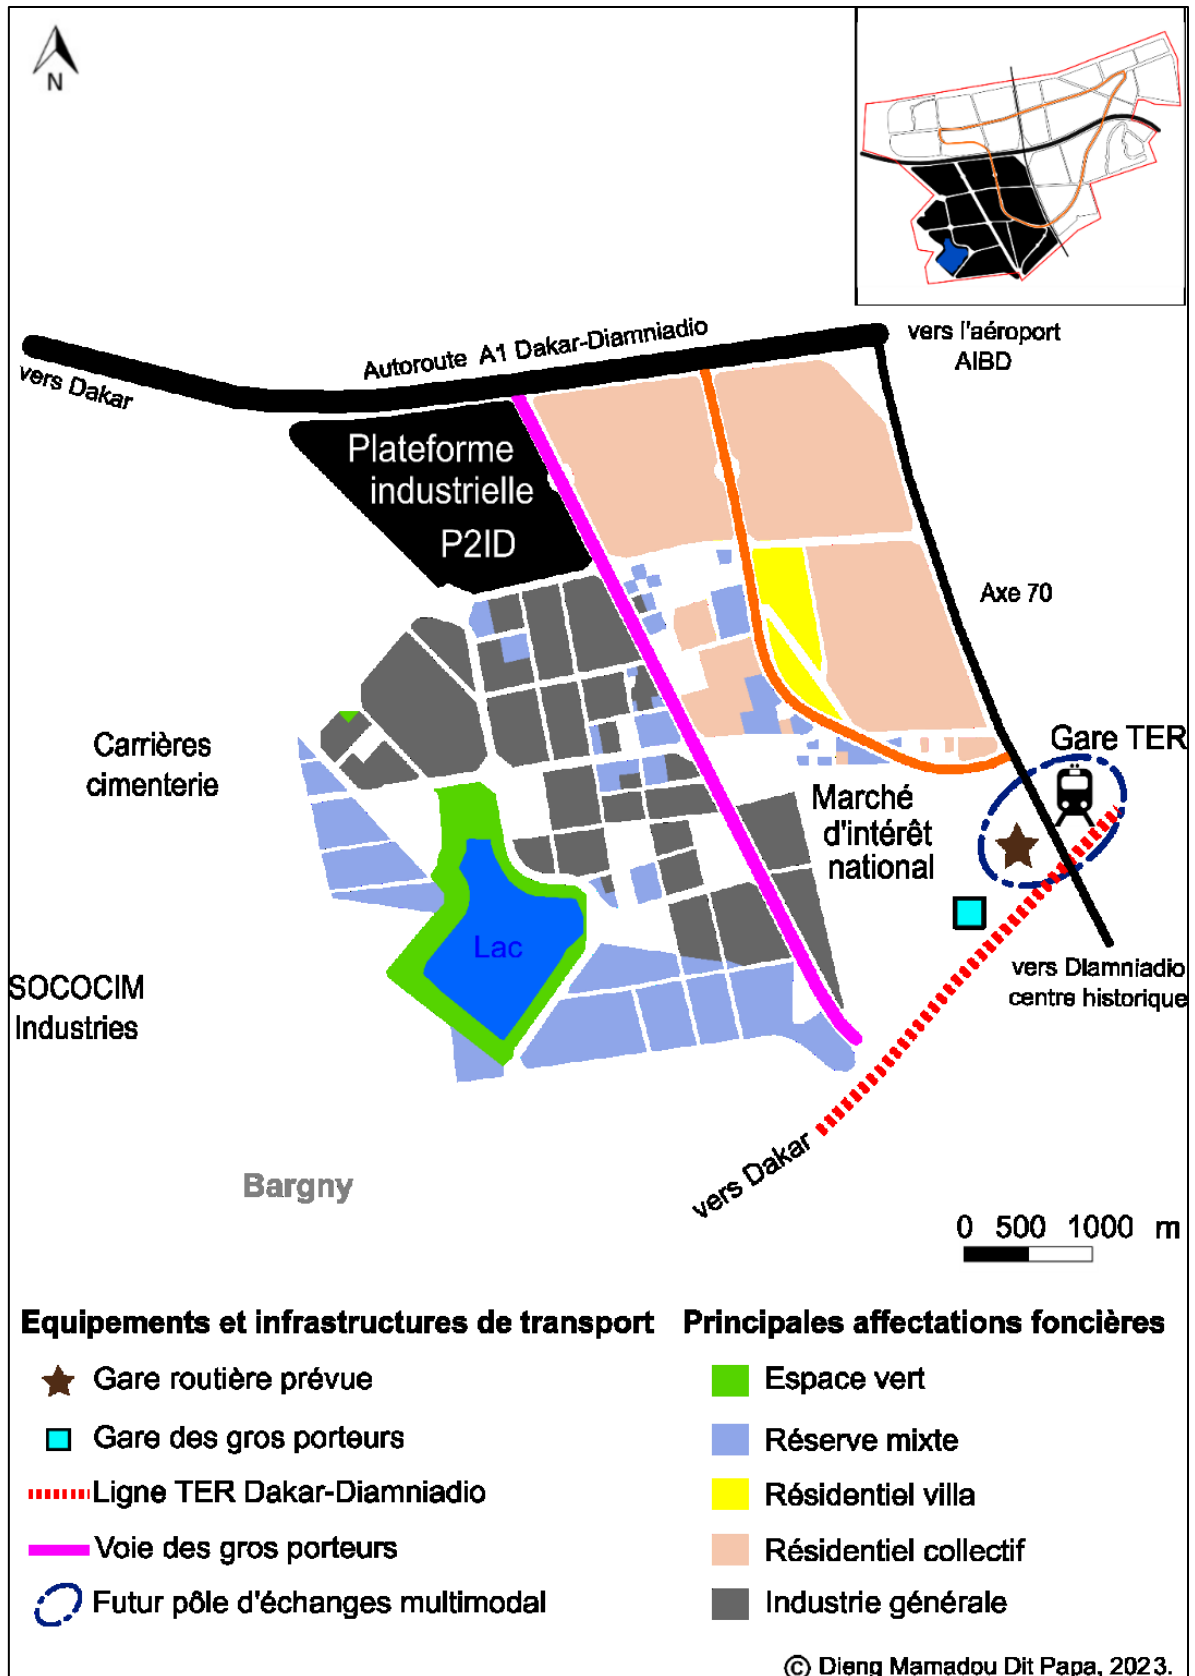 N
vers l'aéroport
AIBD
Autoroute A1 Dakar-Diamniadio
vers Dakar
Plateforme
industrielle
P2ID
Axe 70
Gare TER
Carrières
cimenterie
Marché
d'intérêt
national
Lac
SOCOCIM
Industries
vers Diamniadio
centre historique
vers Dakar
Bargny
0 500 1000 m
Equipements et infrastructures de transport
Gare routière prévue
Gare des gros porteurs
Ligne TER Dakar-Diamniadio
Voie des gros porteurs
Futur pôle d'échanges multimodal
Principales affectations foncières
Espace vert
Réserve mixte
Résidentiel villa
Résidentiel collectif
Industrie générale
© Dieng Mamadou Dit Papa, 2023.